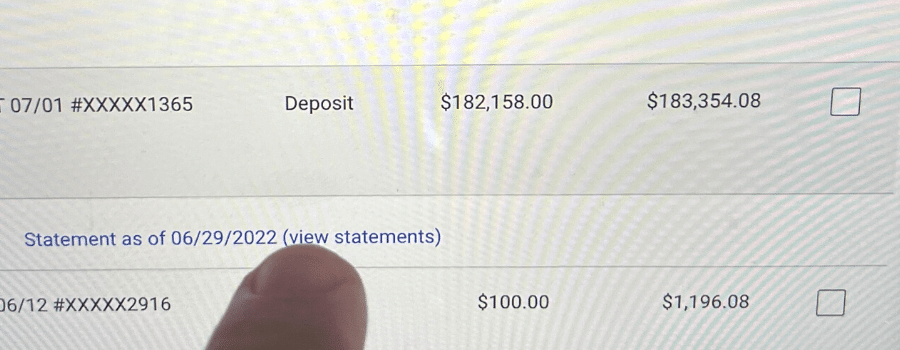 07/01 #XXXXX1365 Deposit $182,158.00 $183,354.08
Statement as of 06/29/2022 (view statements)
06/12 #XXXXX2916 $100.00 $1,196.08